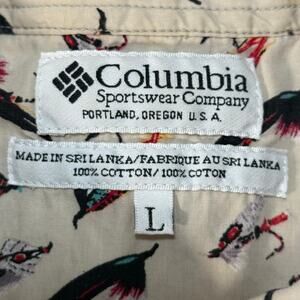 Columbia
Sportswear Company
PORTLAND, OREGON U.S.A.
MADE IN SRI LANKA/FABRIQUE AU SRI LANKA
100% COTTON/100% COTON
L